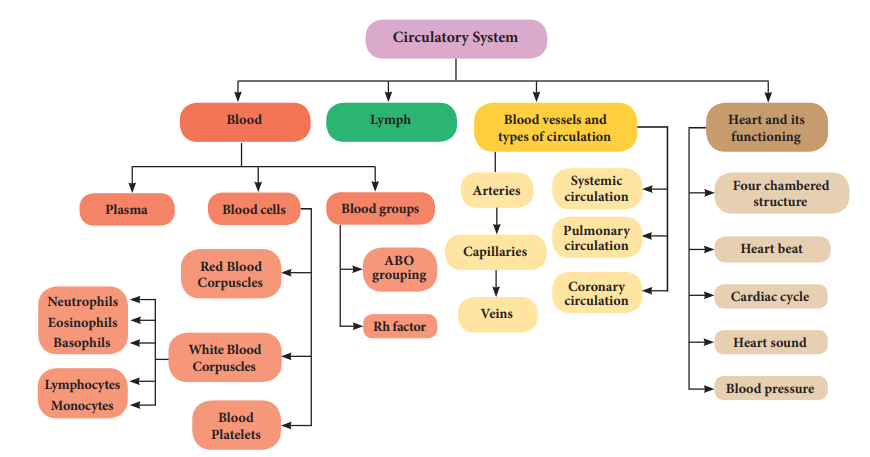 Circulatory System
Blood
Lymph
Blood vessels and
types of circulation
Heart and its
functioning
Plasma
Blood cells
Blood groups
Red Blood
Corpuscles
White Blood
Corpuscles
Blood
Platelets
Neutrophils
Eosinophils
Basophils
Lymphocytes
Monocytes
ABO
grouping
Rh factor
Arteries
Capillaries
Veins
Systemic
circulation
Pulmonary
circulation
Coronary
circulation
Four chambered
structure
Heart beat
Cardiac cycle
Heart sound
Blood pressure